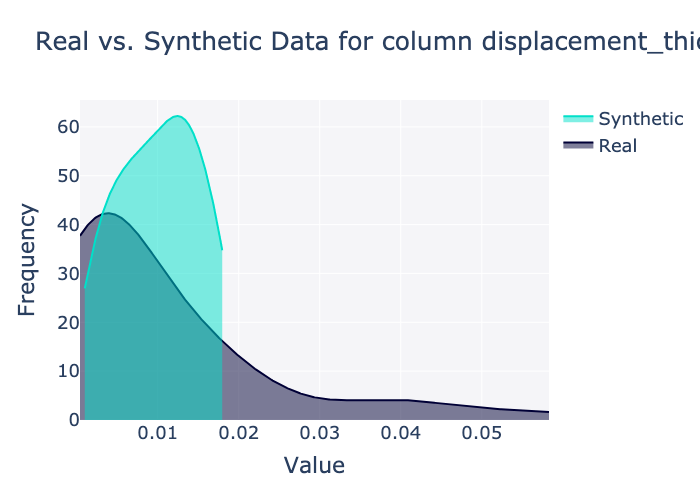 Real vs. Synthetic Data for column displacement_thic
Synthetic
Real
Frequency
60
50
40
30
20
10
0
0.01 0.02 0.03 0.04 0.05
Value